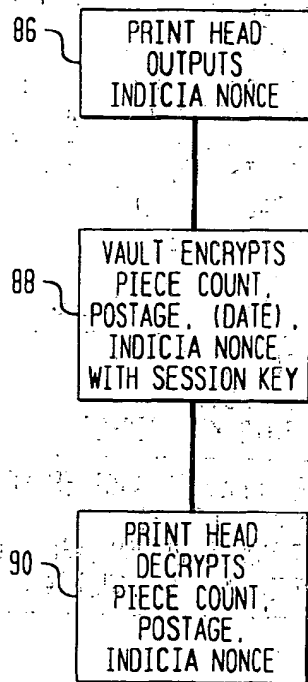 86
PRINT HEAD
OUTPUTS
INDICIA NONCE
88
VAULT ENCRYPTS
PIECE COUNT,
POSTAGE, (DATE),
INDICIA NONCE
WITH SESSION KEY
90
PRINT HEAD
DECRYPTS
PIECE COUNT,
POSTAGE,
INDICIA NONCE